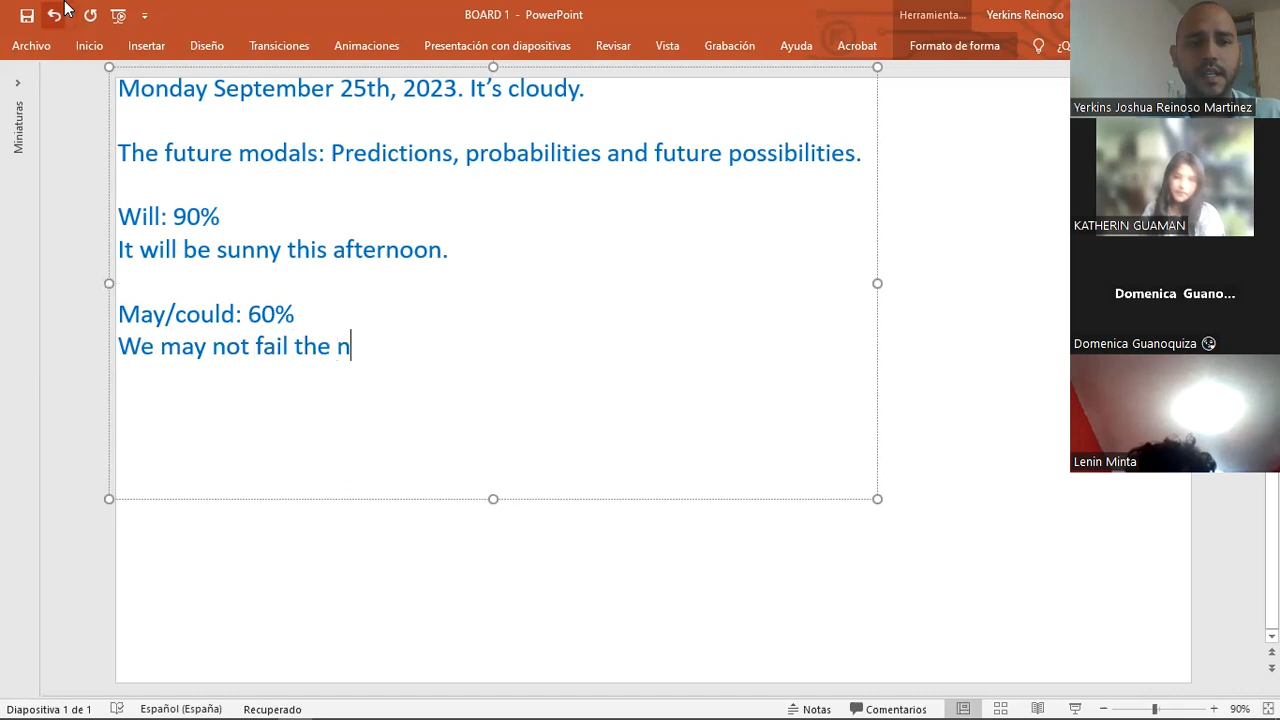 BOARD 1 - PowerPoint
Herramienta...
Yerkins Reinoso
Archivo
Inicio
Insertar
Diseño
Transiciones
Animaciones
Presentación con diapositivas
Revisar
Vista
Grabación
Ayuda
Acrobat
Formato de forma
¿Q
Miniaturas
Monday September 25th, 2023. It’s cloudy.
The future modals: Predictions, probabilities and future possibilities.
Will: 90%
It will be sunny this afternoon.
May/could: 60%
We may not fail the n
Yerkins Joshua Reinoso Martinez
KATHERIN GUAMAN
Domenica Guano...
Domenica Guanoquiza 😘
Lenin Minta
Diapositiva 1 de 1
Español (España)
Recuperado
Notas
Comentarios
90%